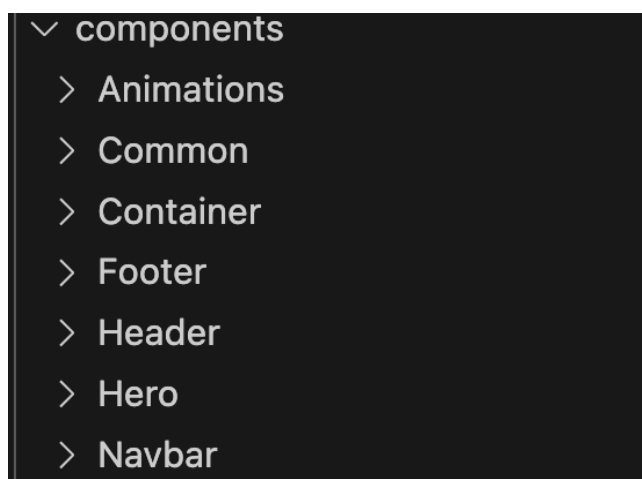 components
Animations
Common
Container
Footer
Header
Hero
Navbar